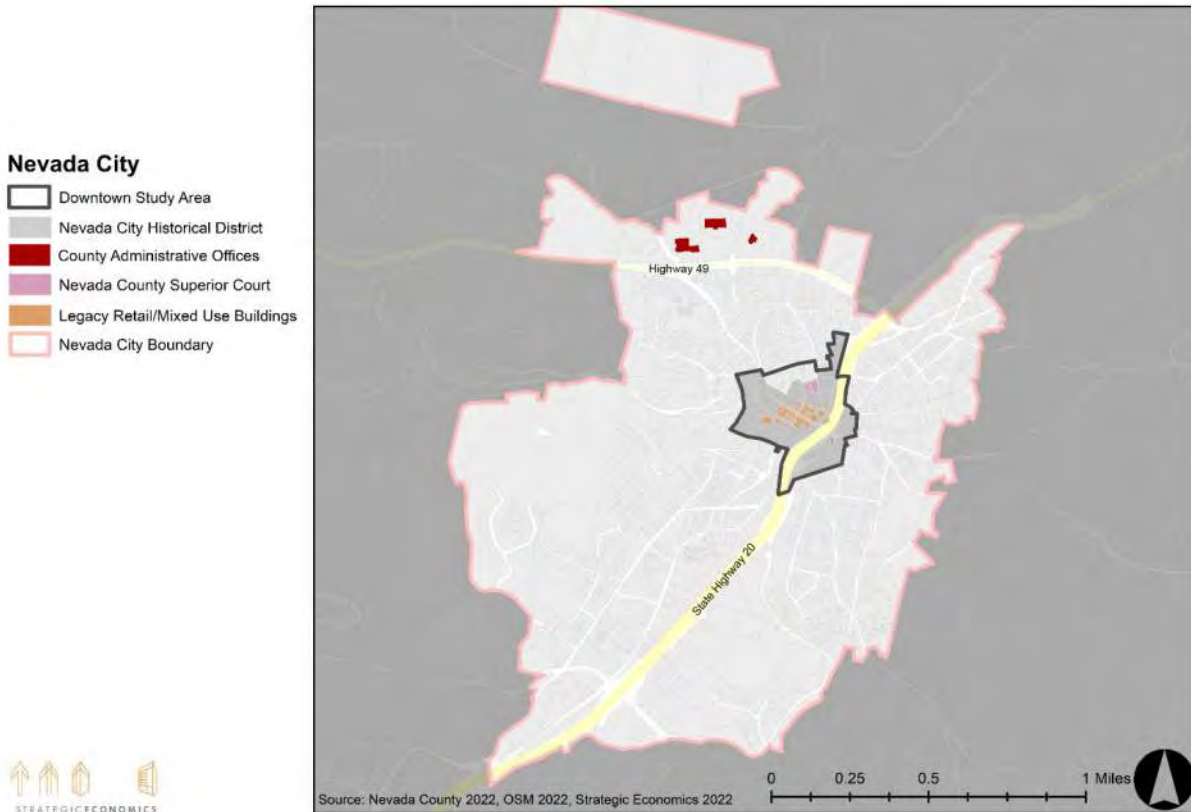 Nevada City
Downtown Study Area
Nevada City Historical District
County Administrative Offices
Nevada County Superior Court
Legacy Retail/Mixed Use Buildings
Nevada City Boundary
Highway 49
State Highway 20
0 0.25 0.5 1 Miles
Source: Nevada County 2022, OSM 2022, Strategic Economics 2022
STRATEGICECONOMICS